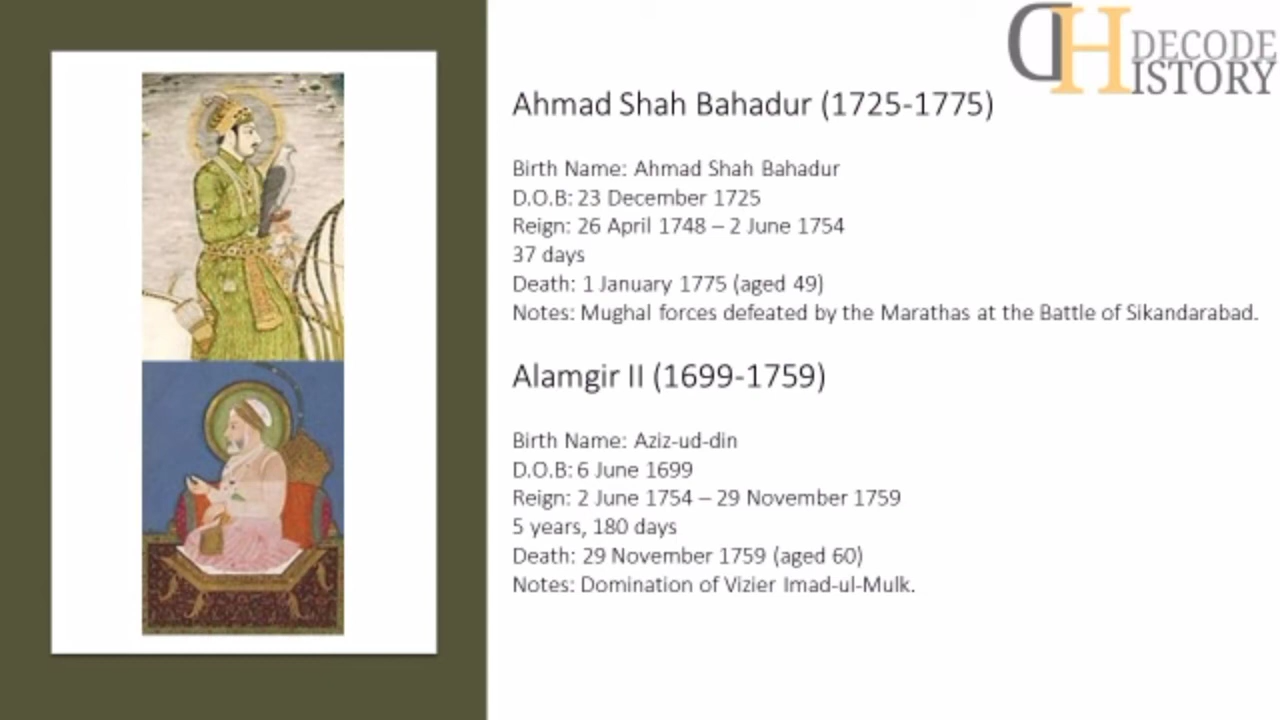 DH DECODE
HISTORY
Ahmad Shah Bahadur (1725-1775)
Birth Name: Ahmad Shah Bahadur
D.O.B: 23 December 1725
Reign: 26 April 1748 – 2 June 1754
37 days
Death: 1 January 1775 (aged 49)
Notes: Mughal forces defeated by the Marathas at the Battle of Sikandarabad.
Alamgir II (1699-1759)
Birth Name: Aziz-ud-din
D.O.B: 6 June 1699
Reign: 2 June 1754 – 29 November 1759
5 years, 180 days
Death: 29 November 1759 (aged 60)
Notes: Domination of Vizier Imad-ul-Mulk.